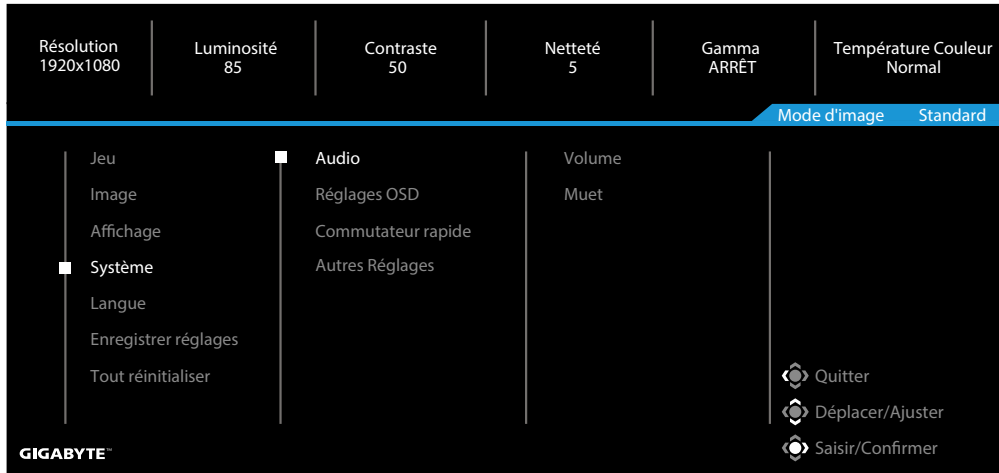 Résolution
1920x1080
Luminosité
85
Contraste
50
Netteté
5
Gamma
ARRÊT
Température Couleur
Normal
Mode d'image Standard
Jeu
Image
Affichage
Système
Langue
Enregistrer réglages
Tout réinitialiser
Audio
Réglages OSD
Commutateur rapide
Autres Réglages
Volume
Muet
Quitter
Déplacer/Ajuster
Saisir/Confirmer
GIGABYTE™